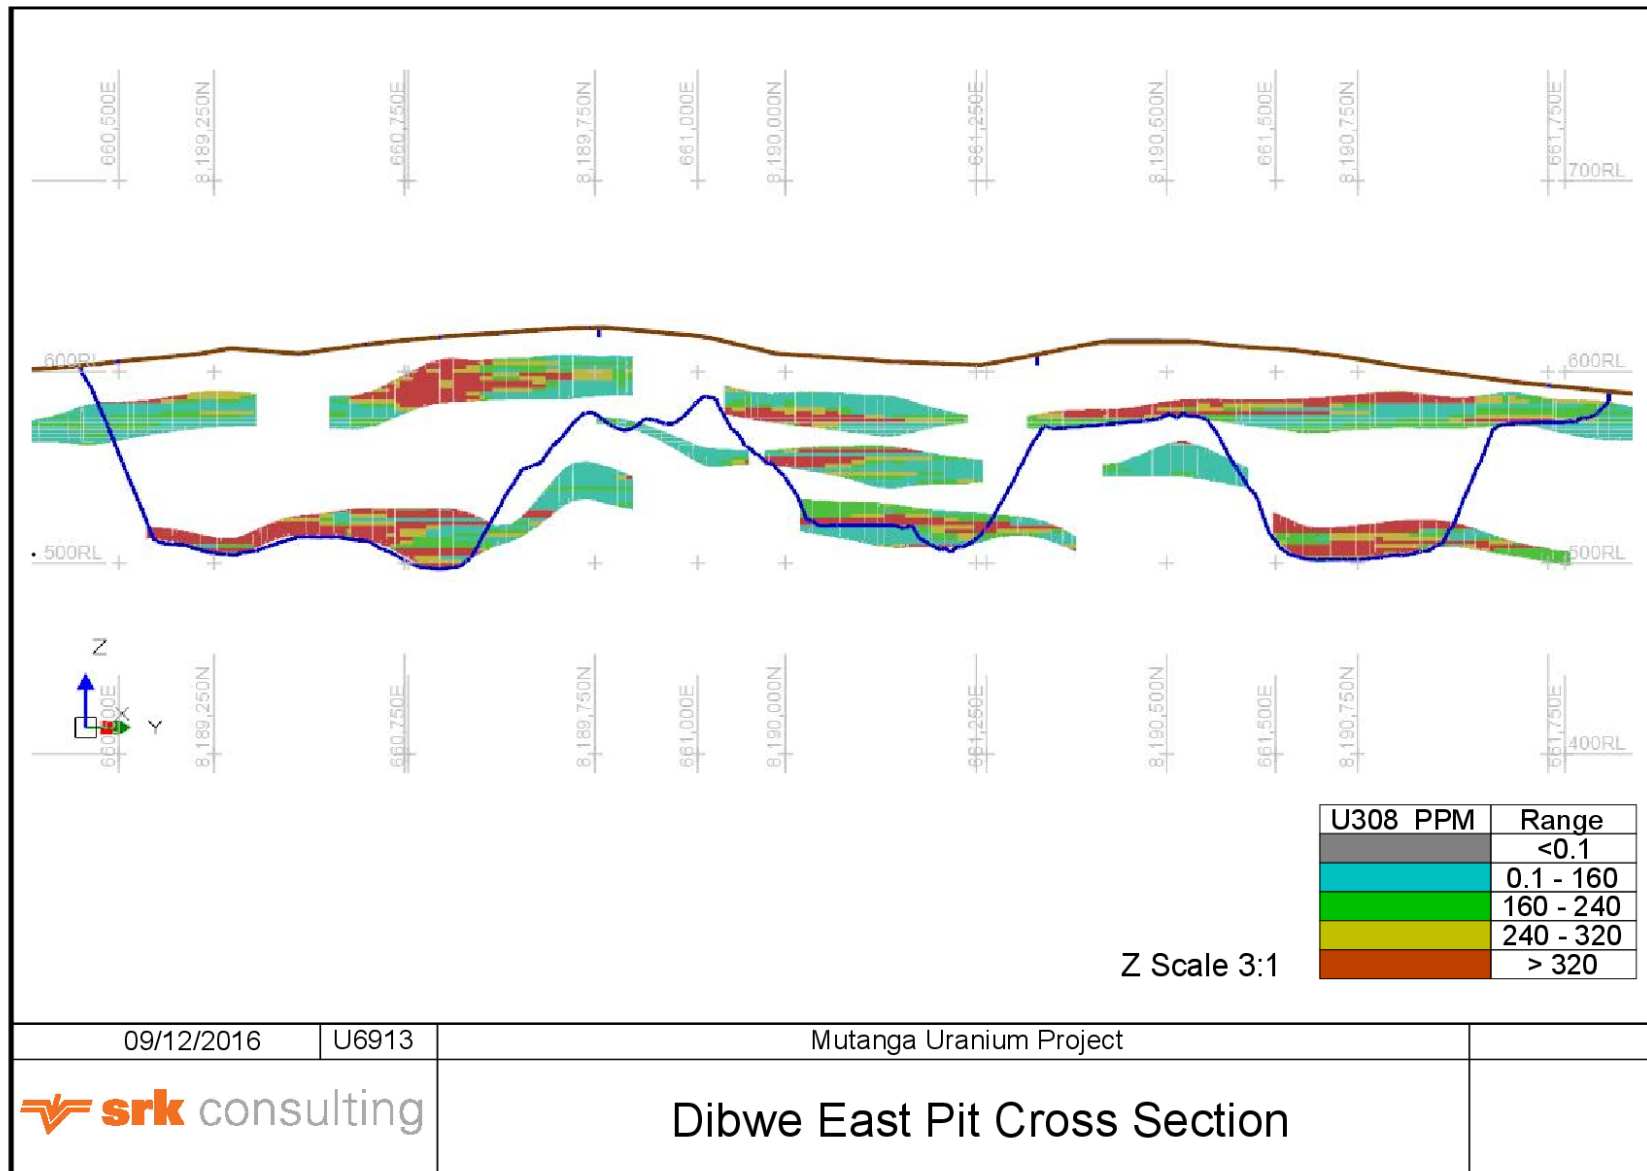 660,500E
8,189,250N
660,750E
8,189,750N
661,000E
8,190,000N
661,250E
8,190,500N
661,500E
8,190,750N
661,750E
700RL
600RL
600RL
500RL
500RL
Z
X
Y
660,500E
8,189,250N
660,750E
8,189,750N
661,000E
8,190,000N
661,250E
8,190,500N
661,500E
8,190,750N
661,750E
400RL
U308 PPM Range
<0.1
0.1 - 160
160 - 240
240 - 320
> 320
Z Scale 3:1
09/12/2016 U6913 Mutanga Uranium Project
srk consulting
Dibwe East Pit Cross Section